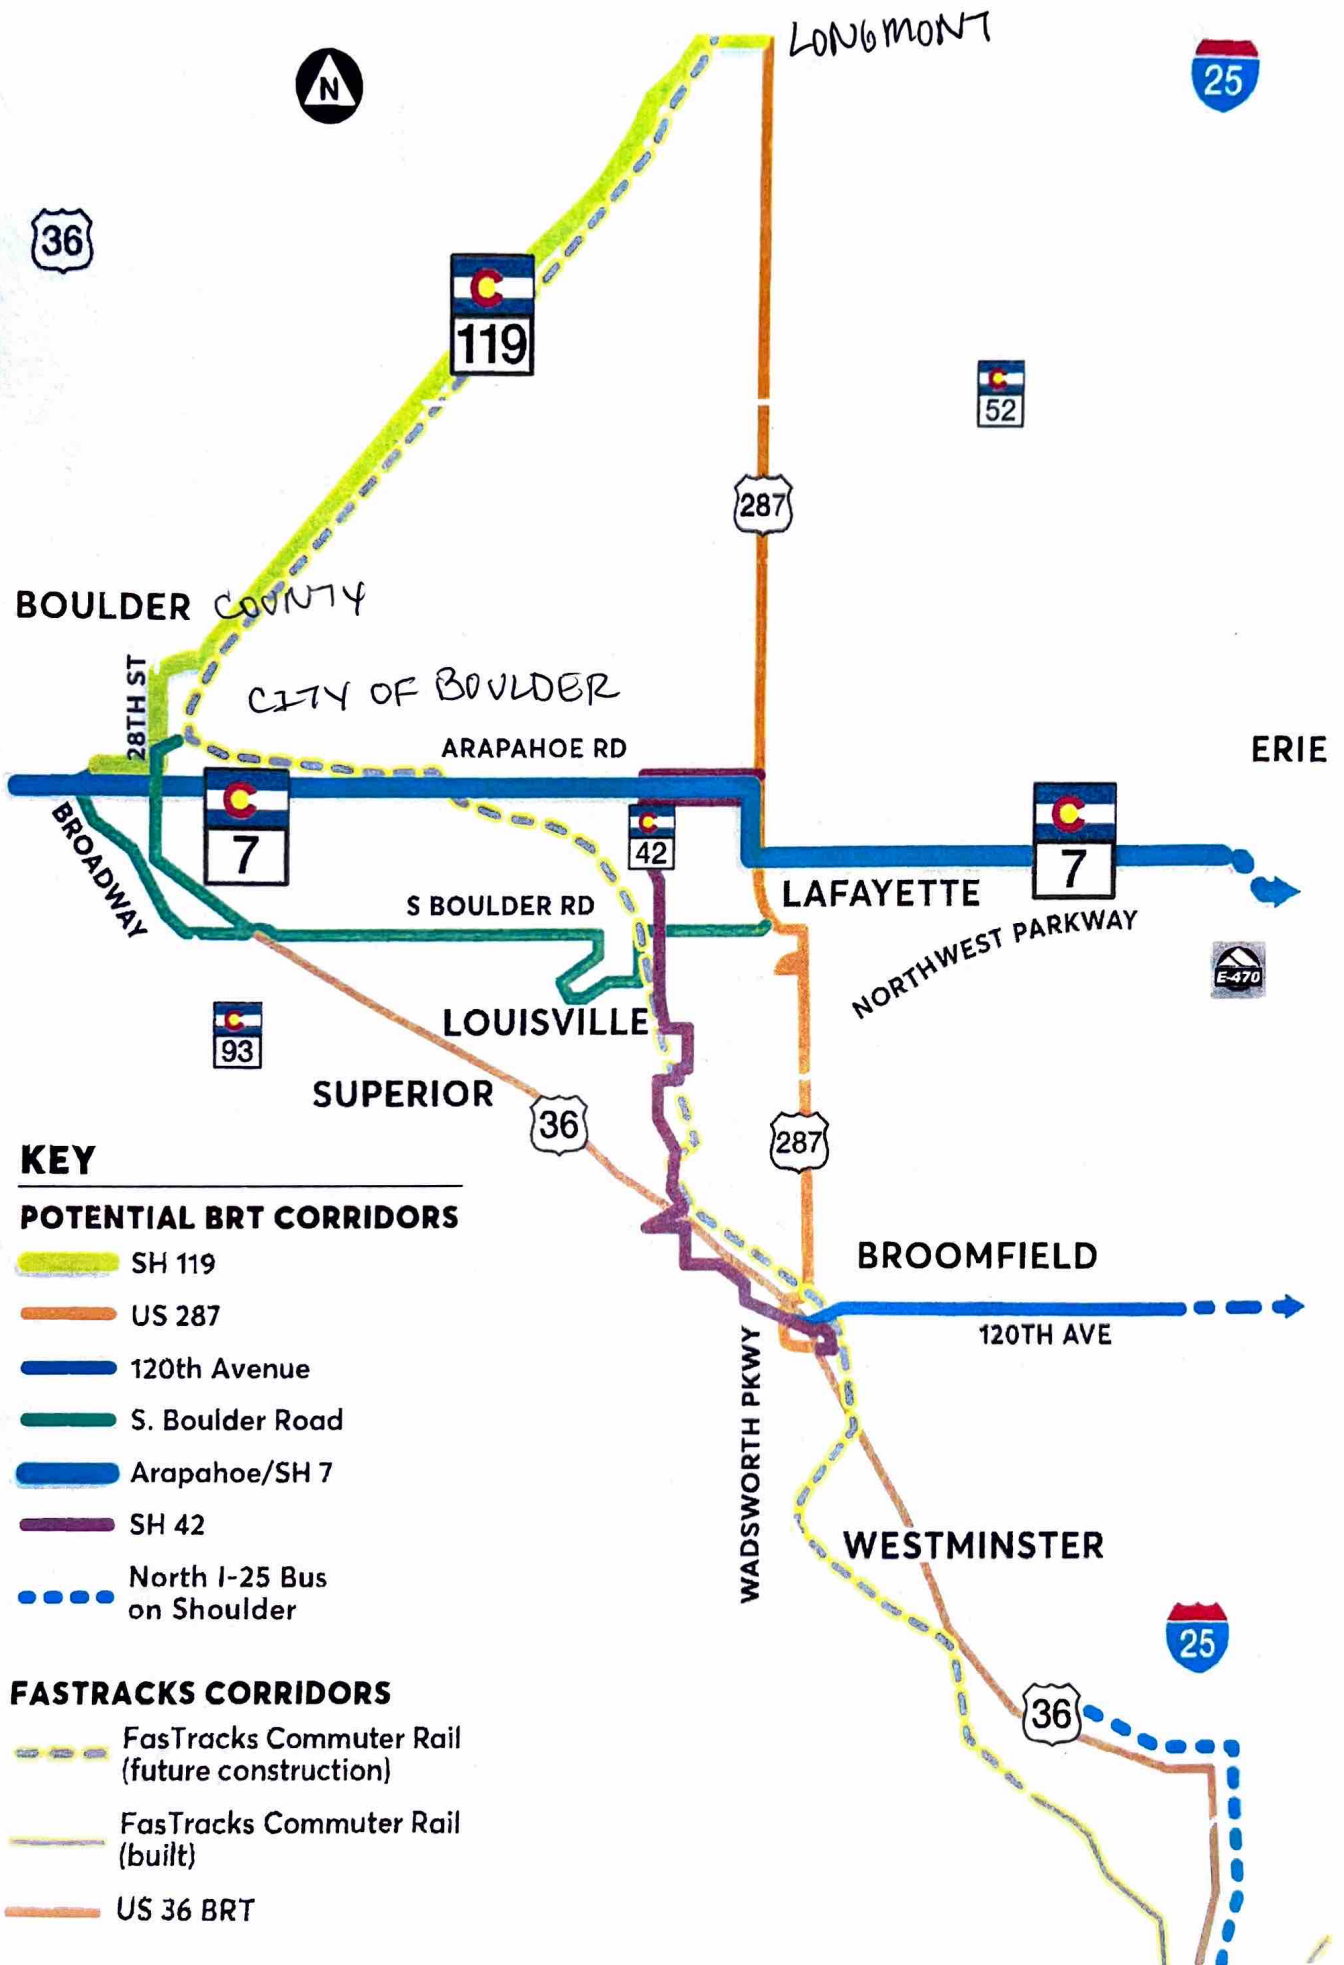 LONGMONT
N
25
36
119
52
287
BOULDER COUNTY
28TH ST
CITY OF BOULDER
ARAPAHOE RD
ERIE
BROADWAY
7
42
7
S BOULDER RD
LAFAYETTE
NORTHWEST PARKWAY
E-470
LOUISVILLE
93
SUPERIOR
36
287
KEY
POTENTIAL BRT CORRIDORS
SH 119
US 287
120th Avenue
S. Boulder Road
Arapahoe/SH 7
SH 42
North I-25 Bus
on Shoulder
BROOMFIELD
120TH AVE
WADSWORTH PKWY
WESTMINSTER
25
36
FASTRACKS CORRIDORS
FasTracks Commuter Rail
(future construction)
FasTracks Commuter Rail
(built)
US 36 BRT